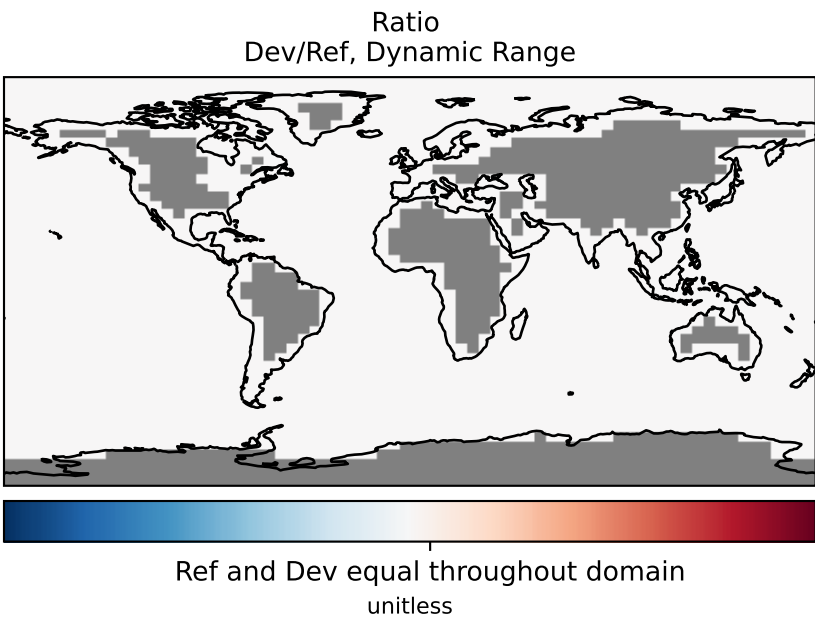 Ratio
Dev/Ref, Dynamic Range
Ref and Dev equal throughout domain
unitless